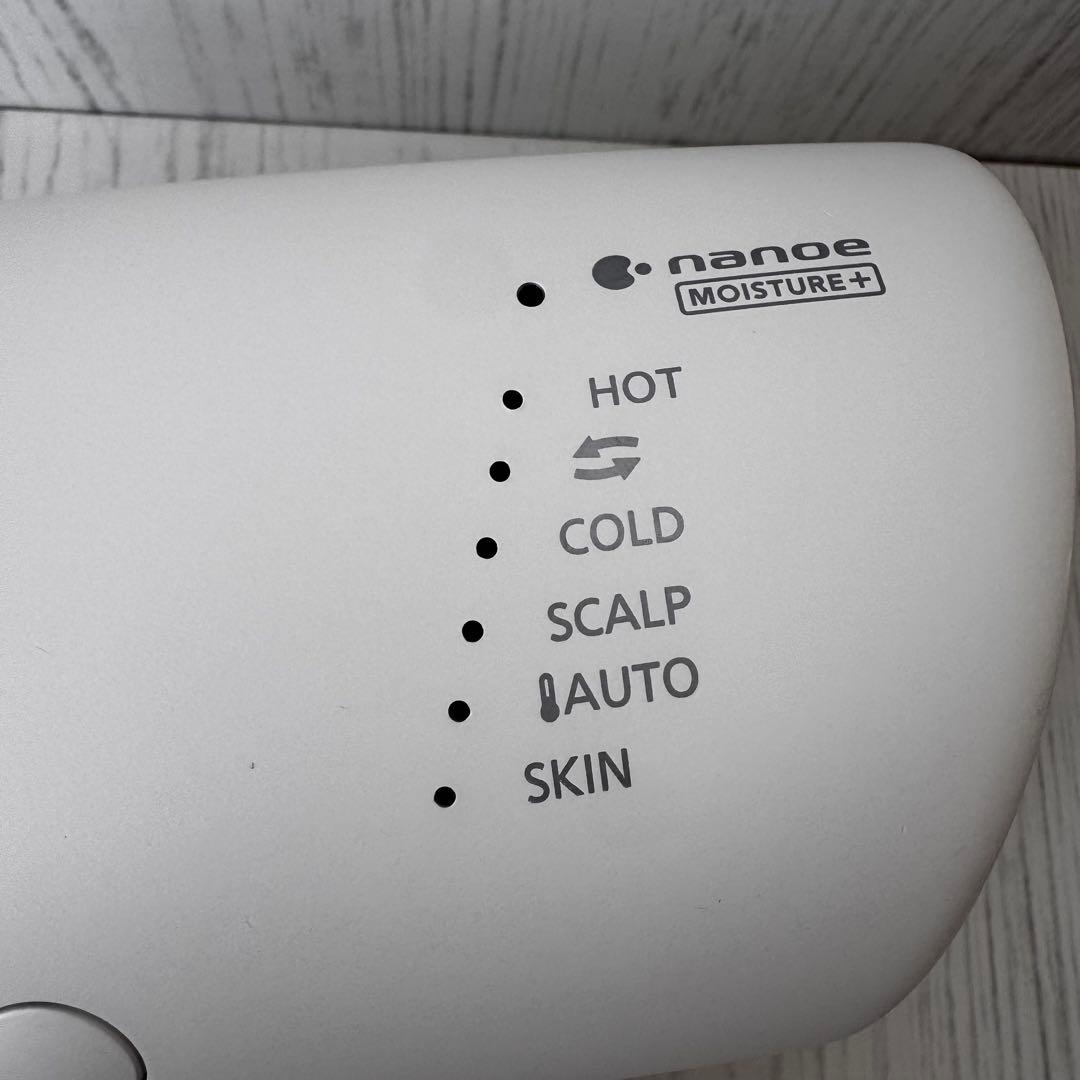 nanoe
MOISTURE+
HOT
COLD
SCALP
AUTO
SKIN